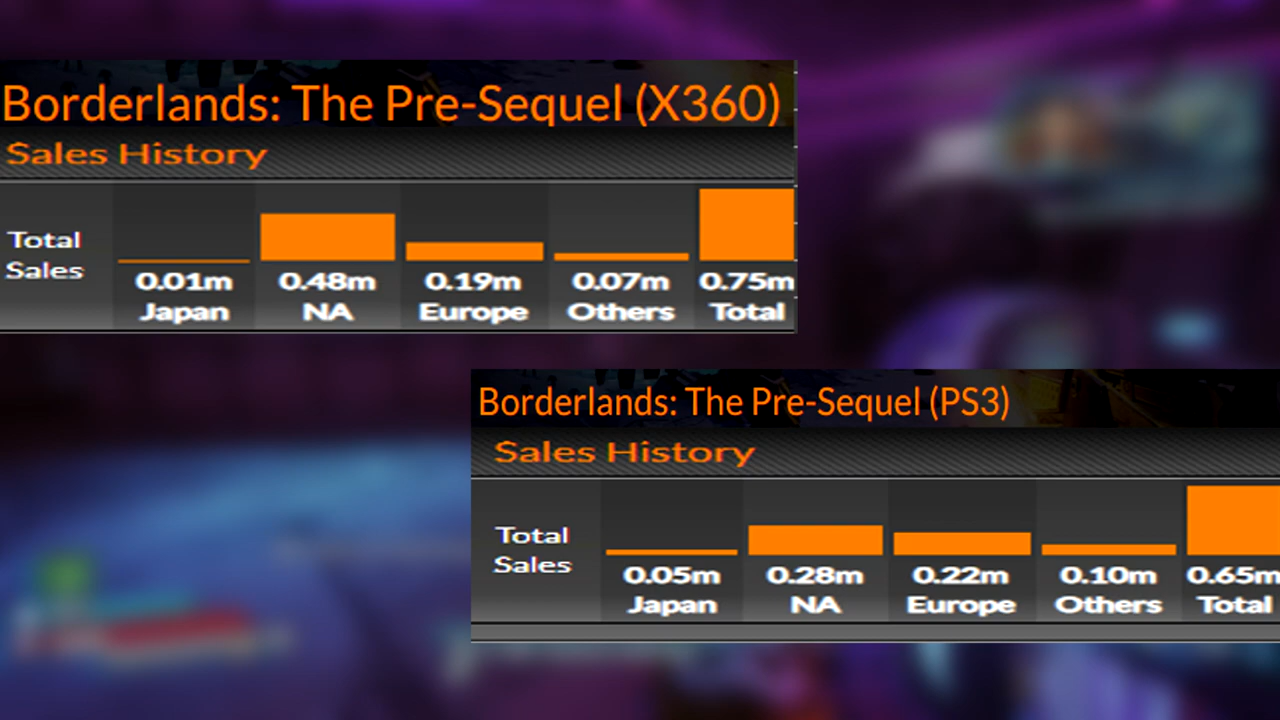 Borderlands: The Pre-Sequel (X360)
Sales History
Total Sales
0.01m 0.48m 0.19m 0.07m 0.75m
Japan NA Europe Others Total
Borderlands: The Pre-Sequel (PS3)
Sales History
Total Sales
0.05m 0.28m 0.22m 0.10m 0.65m
Japan NA Europe Others Total